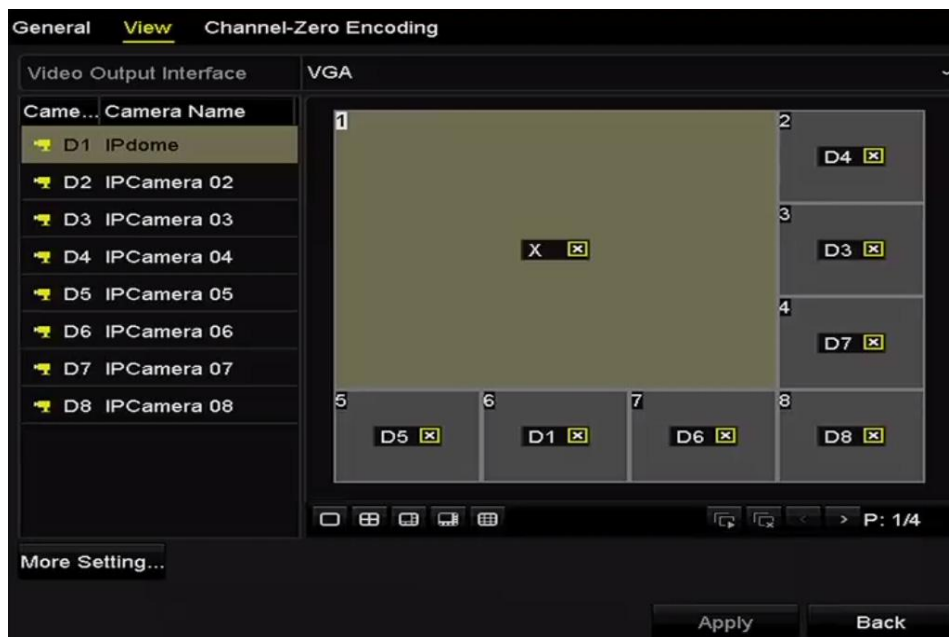 General View Channel-Zero Encoding
Video Output Interface VGA
Came... Camera Name
D1 IPdome
D2 IPCamera 02
D3 IPCamera 03
D4 IPCamera 04
D5 IPCamera 05
D6 IPCamera 06
D7 IPCamera 07
D8 IPCamera 08
1
X
2
D4
3
D3
4
D7
5
D5
6
D1
7
D6
8
D8
P: 1/4
More Setting...
Apply Back